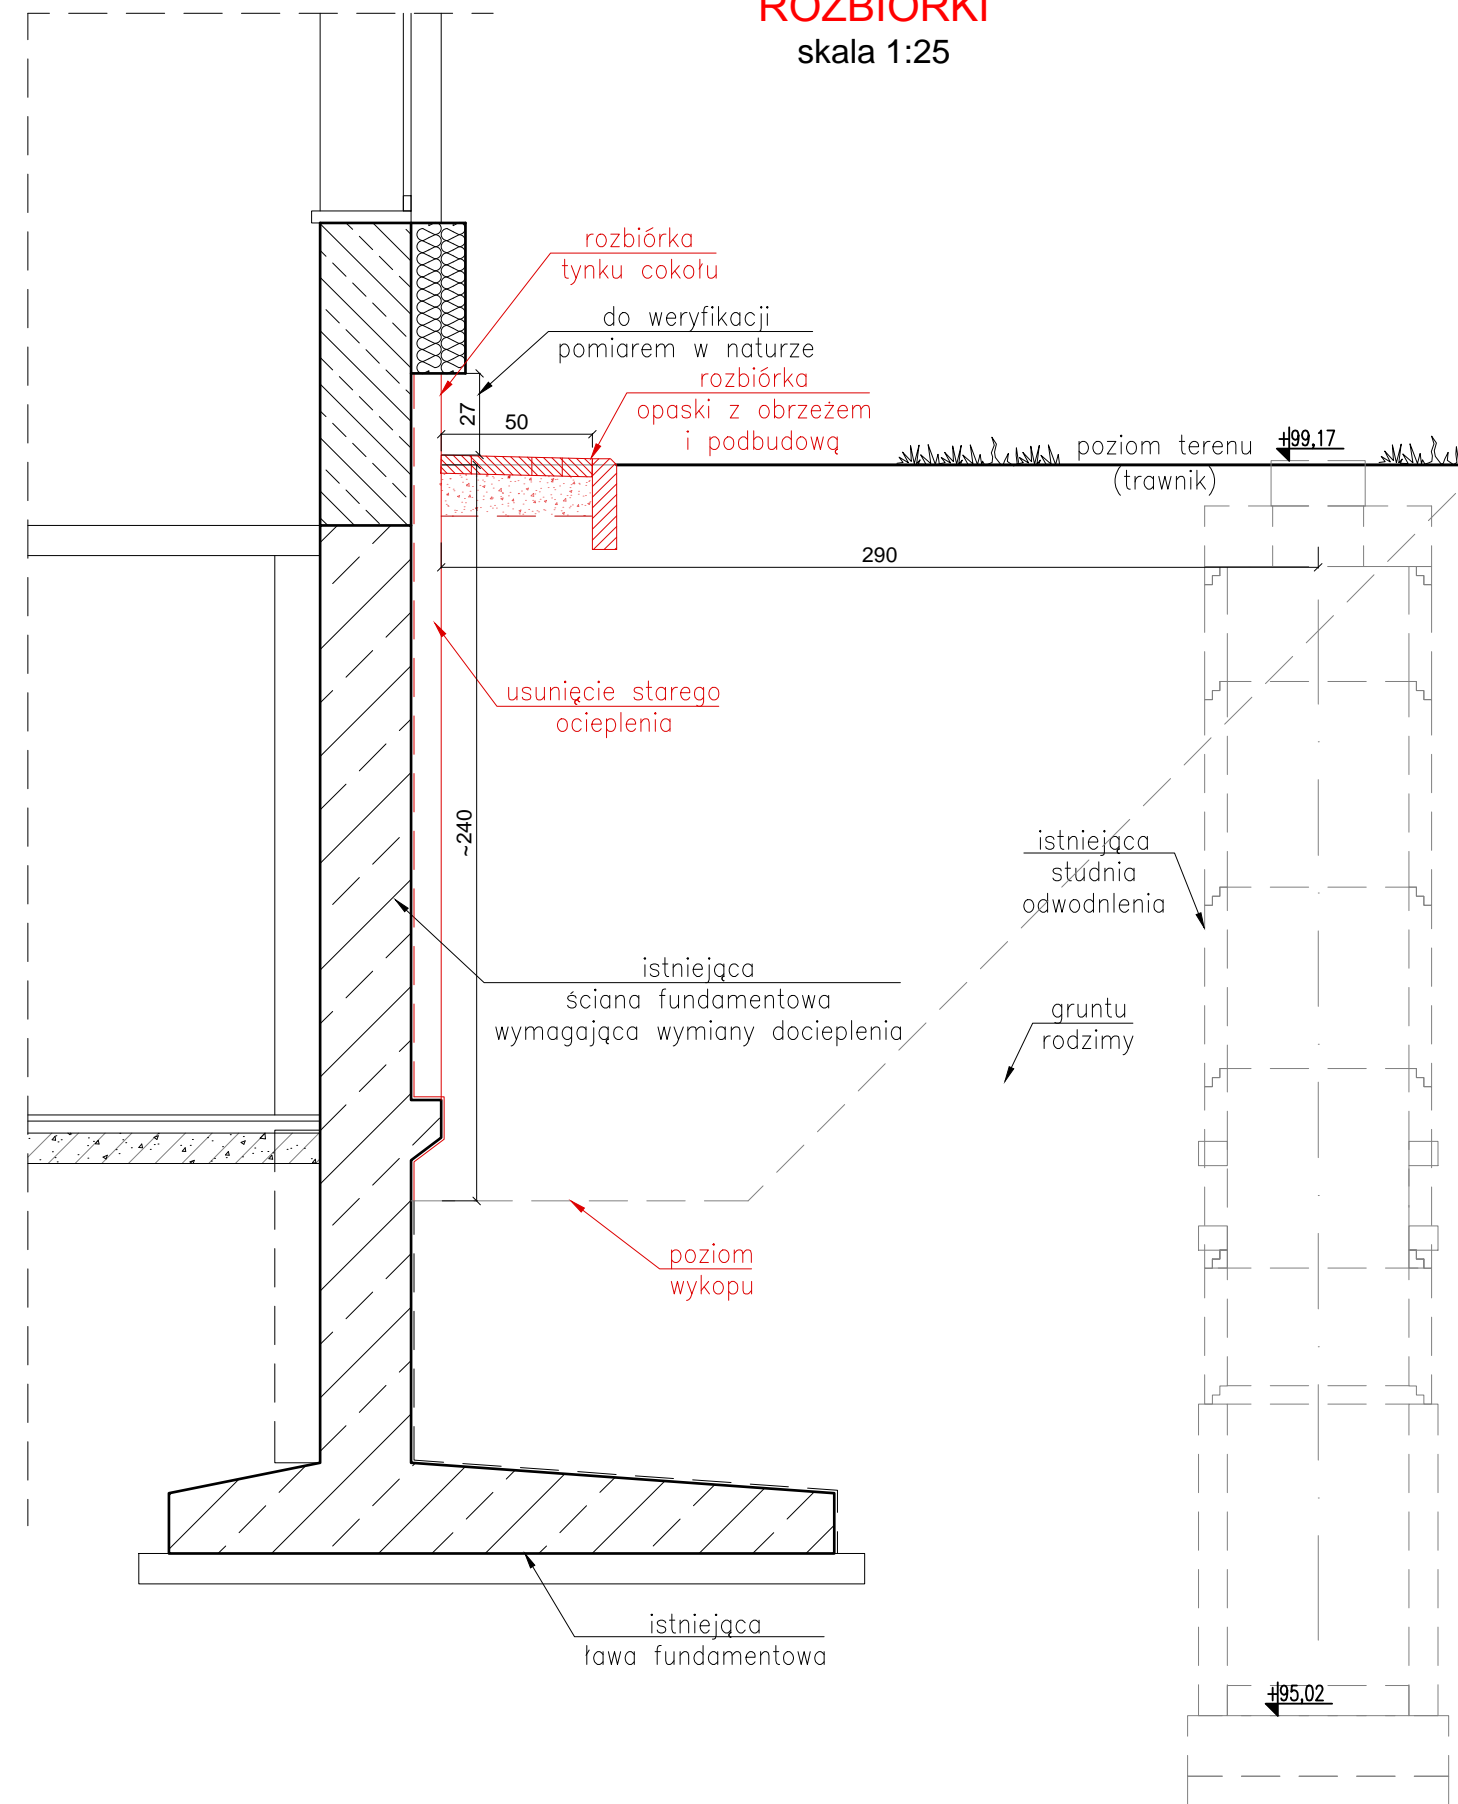 ROZBIÓRKI
skala 1:25
rozbiórka
tynku cokołu
do weryfikacji
pomiarem w naturze
rozbiórka
opaski z obrzeżem
i podbudową
27
50
poziom terenu
(trawnik)
+99,17
290
usunięcie starego
ocieplenia
~240
istniejąca
studnia
odwodnlenia
istniejąca
ściana fundamentowa
wymagająca wymiany docieplenia
gruntu
rodzimy
poziom
wykopu
istniejąca
ława fundamentowa
+95,02